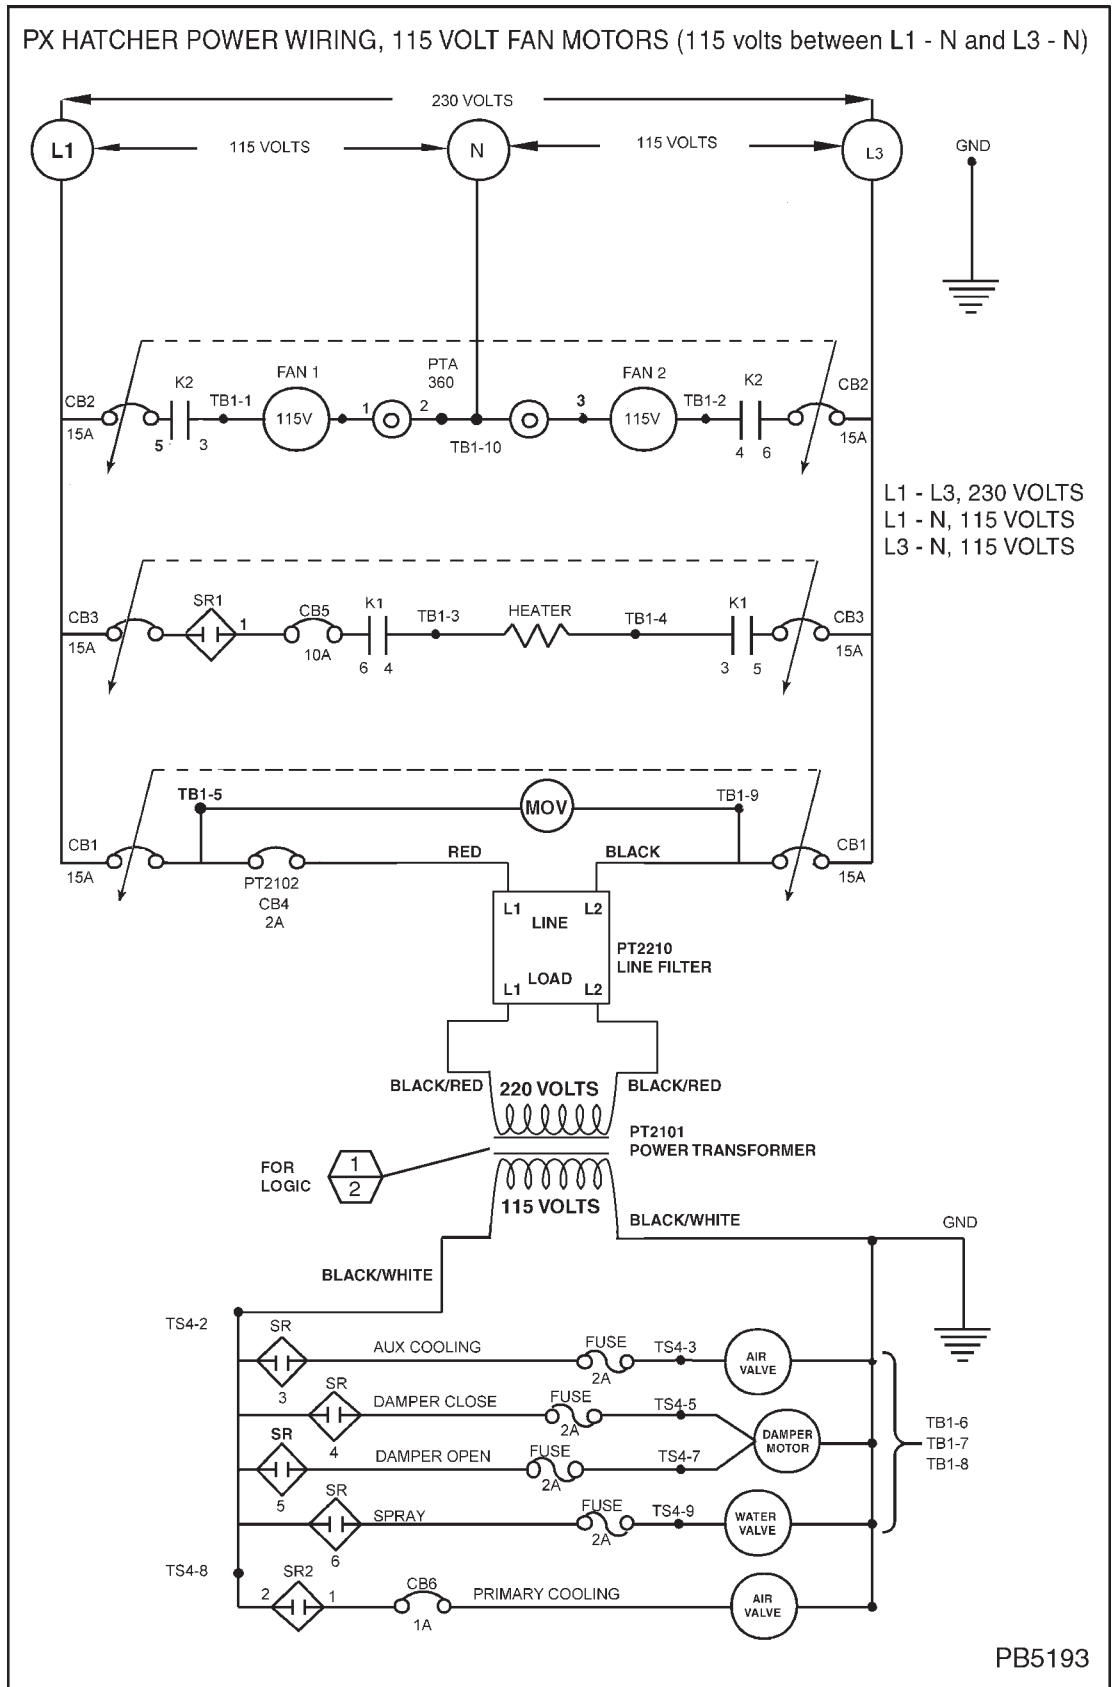 PX HATCHER POWER WIRING, 115 VOLT FAN MOTORS (115 volts between L1 - N and L3 - N)
230 VOLTS
L1
115 VOLTS
N
115 VOLTS
L3
GND
CB2
15A
K2
5
3
TB1-1
FAN 1
115V
1
PTA
360
2
TB1-10
3
FAN 2
115V
TB1-2
K2
4
6
CB2
15A
L1 - L3, 230 VOLTS
L1 - N, 115 VOLTS
L3 - N, 115 VOLTS
CB3
15A
SR1
1
CB5
10A
K1
6
4
TB1-3
HEATER
TB1-4
K1
3
5
CB3
15A
TB1-5
MOV
TB1-9
CB1
15A
PT2102
CB4
2A
RED
BLACK
CB1
15A
L1
L2
LINE
LOAD
L1
L2
PT2210
LINE FILTER
BLACK/RED
220 VOLTS
BLACK/RED
PT2101
POWER TRANSFORMER
FOR
LOGIC
1
2
115 VOLTS
BLACK/WHITE
GND
BLACK/WHITE
TS4-2
SR
3
AUX COOLING
FUSE
2A
TS4-3
AIR
VALVE
SR
4
DAMPER CLOSE
FUSE
2A
TS4-5
DAMPER
MOTOR
SR
5
DAMPER OPEN
FUSE
2A
TS4-7
TB1-6
TB1-7
TB1-8
SR
6
SPRAY
FUSE
2A
TS4-9
WATER
VALVE
TS4-8
2
SR2
1
CB6
1A
PRIMARY COOLING
AIR
VALVE
PB5193